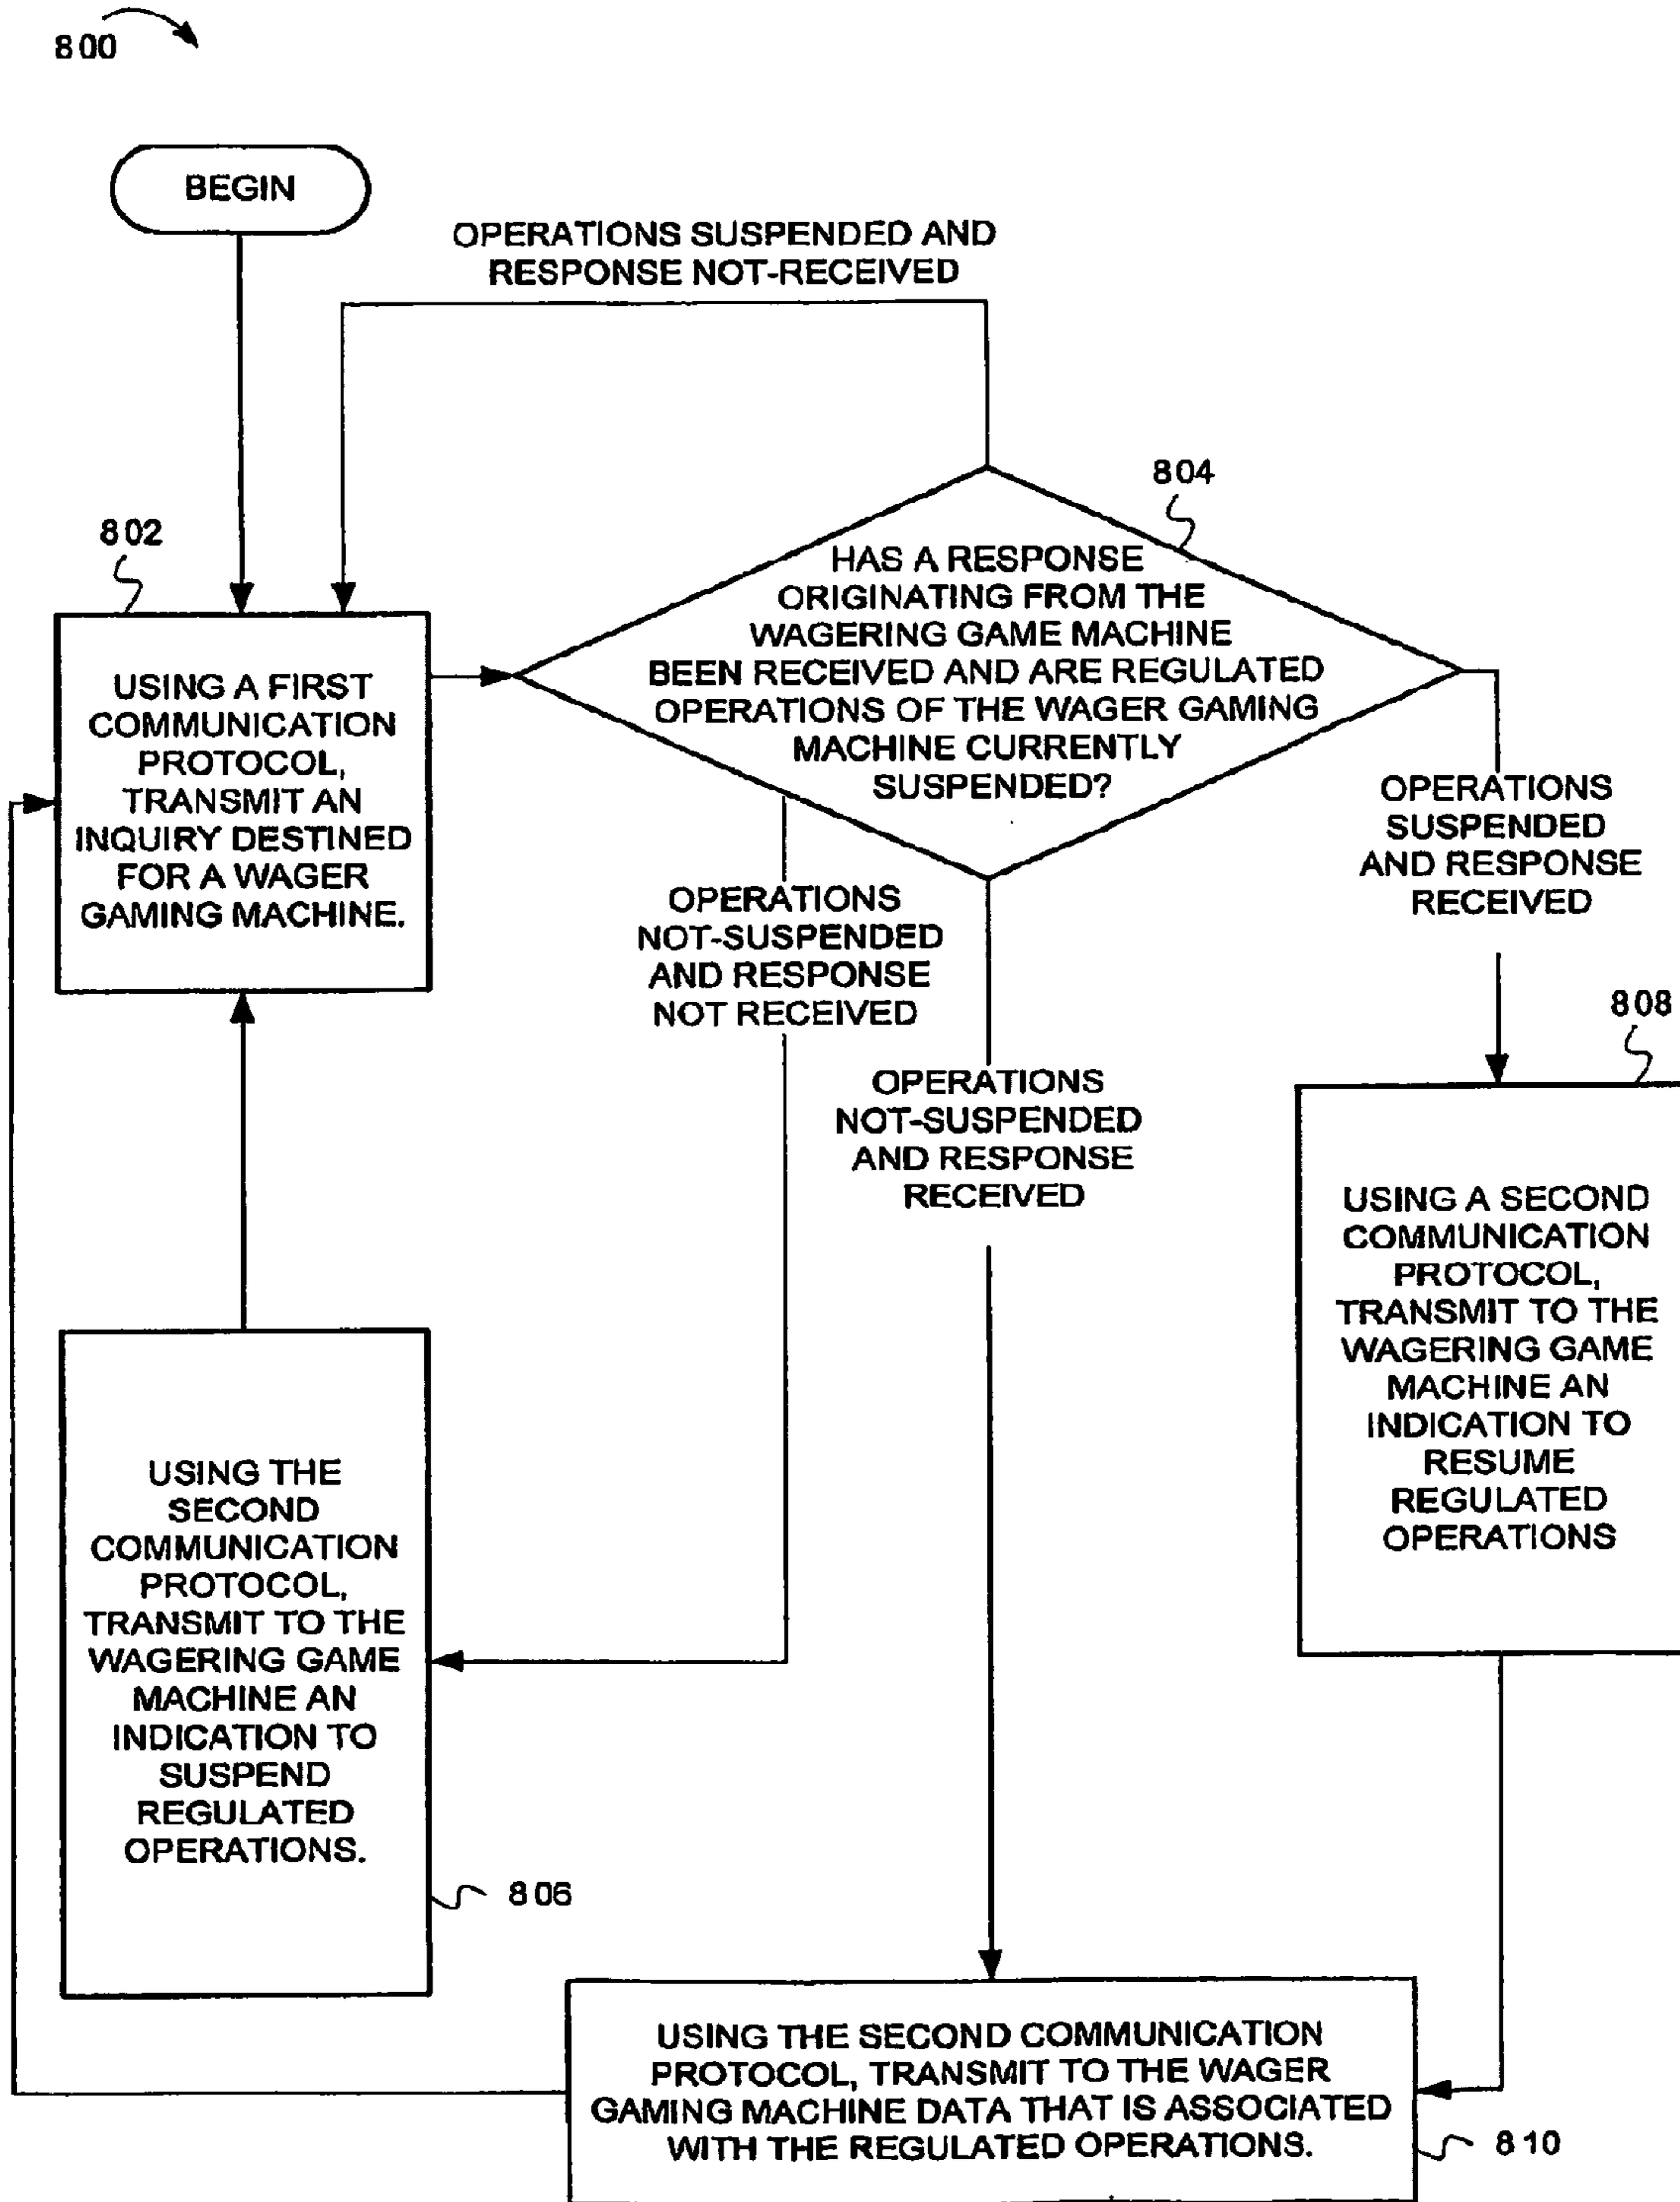 800
BEGIN
OPERATIONS SUSPENDED AND
RESPONSE NOT-RECEIVED
804
802
HAS A RESPONSE
ORIGINATING FROM THE
WAGERING GAME MACHINE
BEEN RECEIVED AND ARE REGULATED
OPERATIONS OF THE WAGER GAMING
MACHINE CURRENTLY
SUSPENDED?
USING A FIRST
COMMUNICATION
PROTOCOL,
TRANSMIT AN
INQUIRY DESTINED
FOR A WAGER
GAMING MACHINE.
OPERATIONS
SUSPENDED
AND RESPONSE
RECEIVED
OPERATIONS
NOT-SUSPENDED
AND RESPONSE
NOT RECEIVED
OPERATIONS
NOT-SUSPENDED
AND RESPONSE
RECEIVED
808
USING A SECOND
COMMUNICATION
PROTOCOL,
TRANSMIT TO THE
WAGERING GAME
MACHINE AN
INDICATION TO
RESUME
REGULATED
OPERATIONS
USING THE
SECOND
COMMUNICATION
PROTOCOL,
TRANSMIT TO THE
WAGERING GAME
MACHINE AN
INDICATION TO
SUSPEND
REGULATED
OPERATIONS.
806
USING THE SECOND COMMUNICATION
PROTOCOL, TRANSMIT TO THE WAGER
GAMING MACHINE DATA THAT IS ASSOCIATED
WITH THE REGULATED OPERATIONS.
810